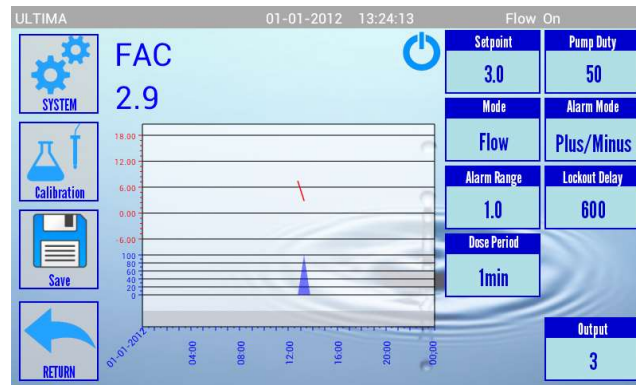 ULTIMA 01-01-2012 13:24:13 Flow On
SYSTEM
Calibration
Save
RETURN
FAC
2.9
18.00
12.00
6.00
0.00
-6.00
100
80
60
40
20
0
01-01-2012 04:00 08:00 12:00 16:00 20:00 00:00
Setpoint
3.0
Pump Duty
50
Mode
Flow
Alarm Mode
Plus/Minus
Alarm Range
1.0
Lockout Delay
600
Dose Period
1min
Output
3